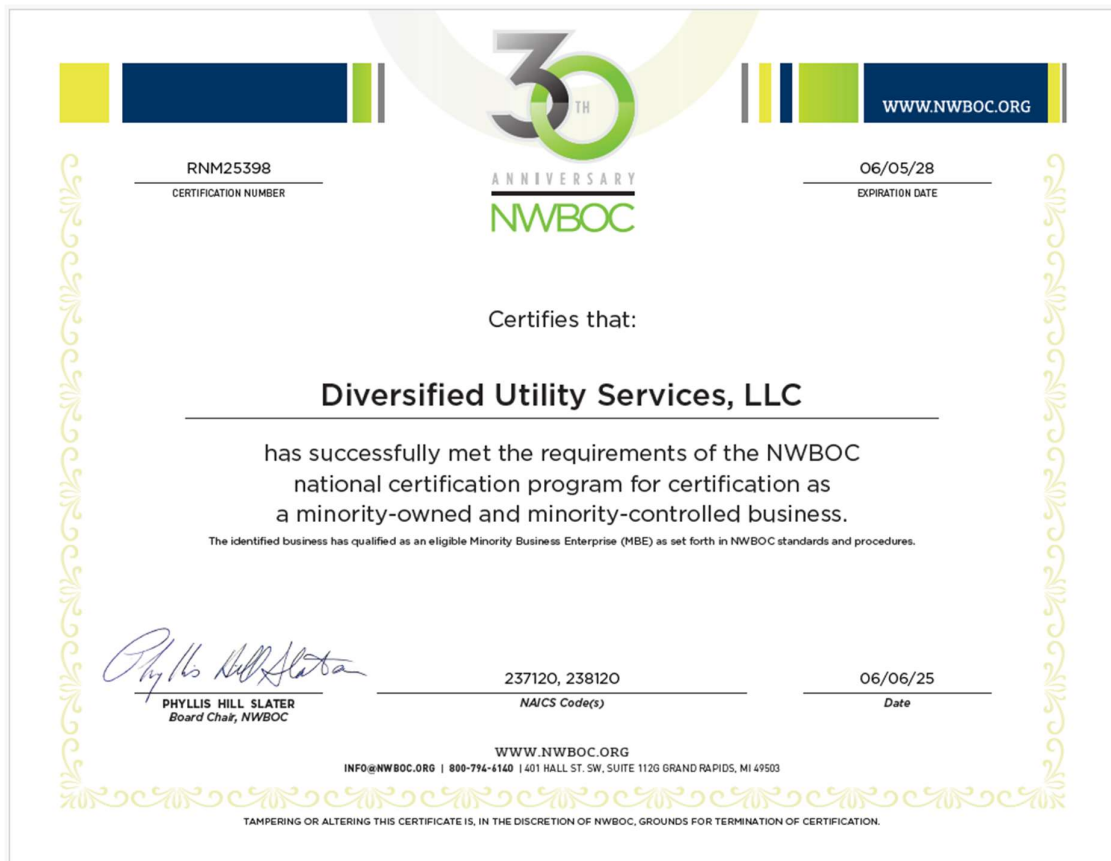 30TH
WWW.NWBOC.ORG
RNM25398
CERTIFICATION NUMBER
ANNIVERSARY
NWBOC
06/05/28
EXPIRATION DATE
Certifies that:
Diversified Utility Services, LLC
has successfully met the requirements of the NWBOC
national certification program for certification as
a minority-owned and minority-controlled business.
The identified business has qualified as an eligible Minority Business Enterprise (MBE) as set forth in NWBOC standards and procedures.
Phyllis Hill Slater
PHYLLIS HILL SLATER
Board Chair, NWBOC
237120, 238120
NAICS Code(s)
06/06/25
Date
WWW.NWBOC.ORG
INFO@NWBOC.ORG | 800-794-6140 | 401 HALL ST. SW, SUITE 112G GRAND RAPIDS, MI 49503
TAMPERING OR ALTERING THIS CERTIFICATE IS, IN THE DISCRETION OF NWBOC, GROUNDS FOR TERMINATION OF CERTIFICATION.